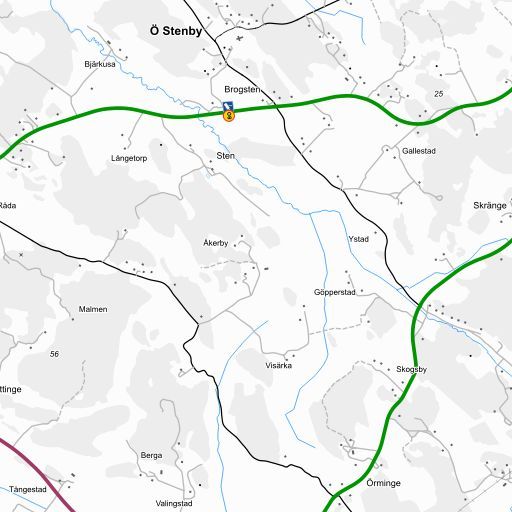 Ö Stenby
Bjärkusa
Brogsten
25
Långetorp
Sten
Gallestad
Råda
Skränge
Åkerby
Ystad
Göpperstad
Malmen
56
Visärka
Skogsby
ttinge
Berga
Örminge
Tångestad
Valingstad